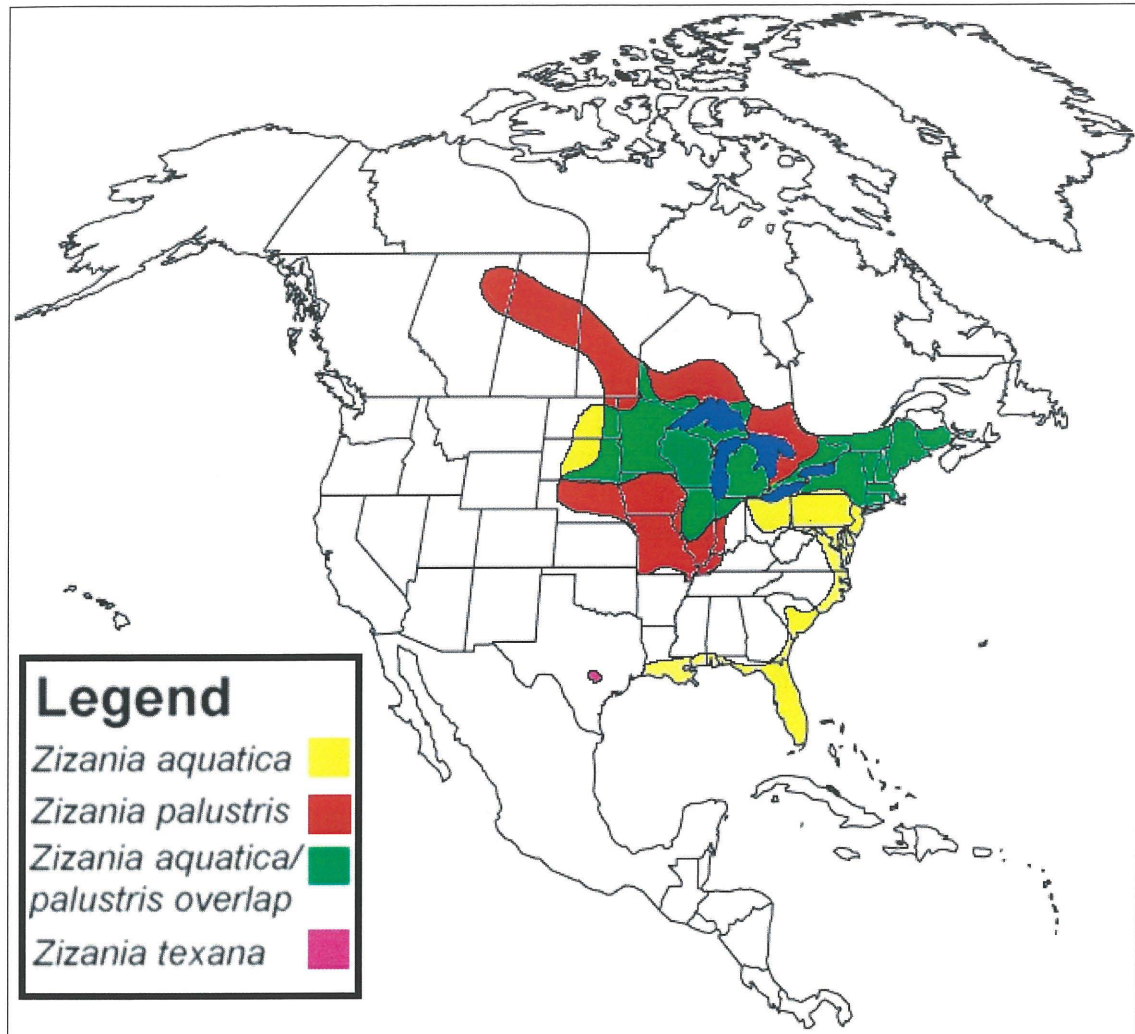 Legend
Zizania aquatica
Zizania palustris
Zizania aquatica/
palustris overlap
Zizania texana